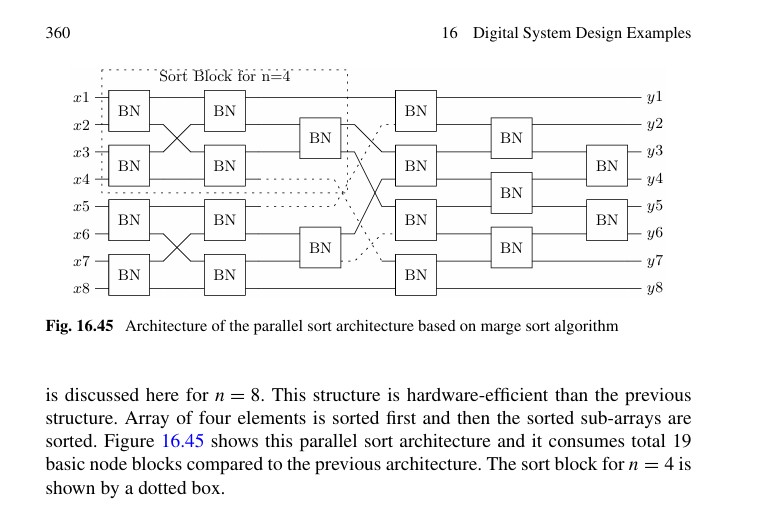 360
16 Digital System Design Examples
Sort Block for n=4
x1 BN BN BN y1
x2 BN BN y2
x3 BN BN BN BN y3
x4 BN y4
x5 BN BN BN BN y5
x6 BN BN y6
x7 BN BN BN y7
x8 y8
Fig. 16.45 Architecture of the parallel sort architecture based on marge sort algorithm
is discussed here for n = 8. This structure is hardware-efficient than the previous
structure. Array of four elements is sorted first and then the sorted sub-arrays are
sorted. Figure 16.45 shows this parallel sort architecture and it consumes total 19
basic node blocks compared to the previous architecture. The sort block for n = 4 is
shown by a dotted box.